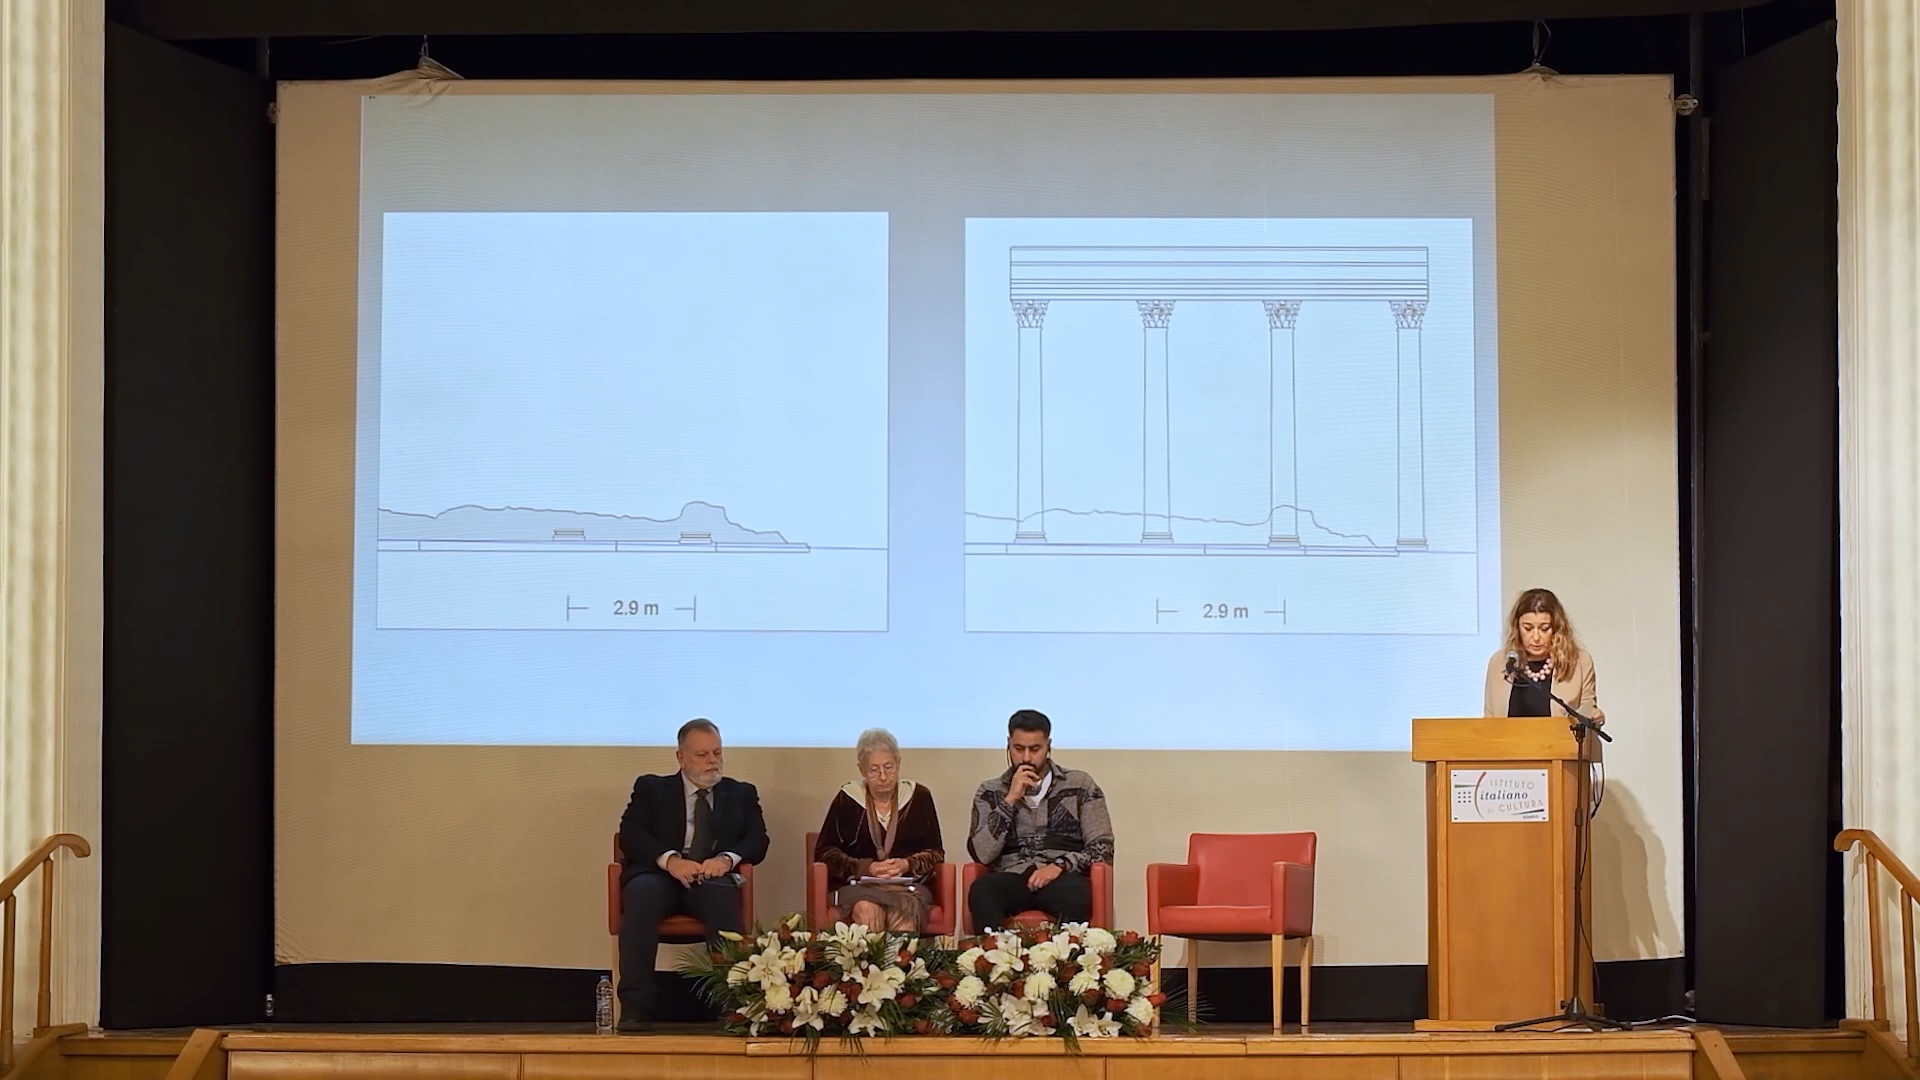 2.9 m
2.9 m
ISTITUTO
italiano
DI CULTURA